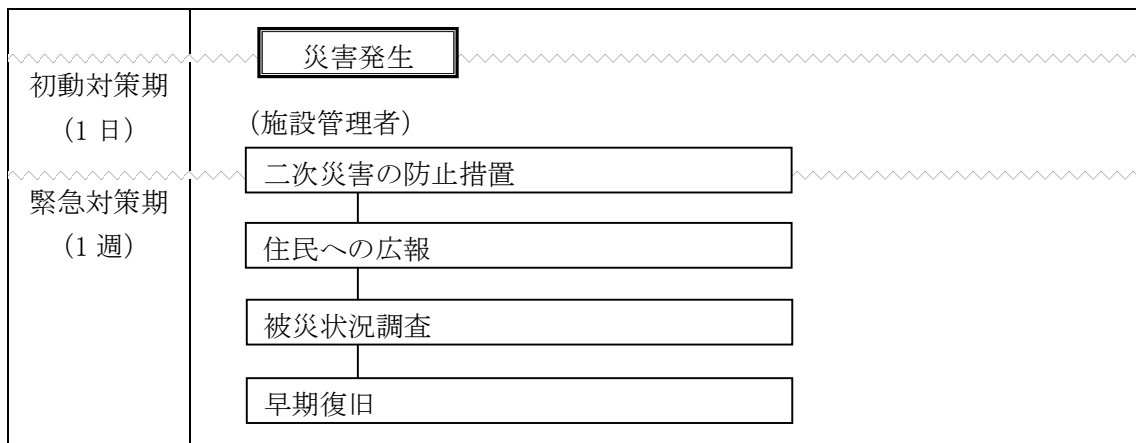 災害発生
初動対策期
（1 日）
（施設管理者）
二次災害の防止措置
緊急対策期
（1 週）
住民への広報
被災状況調査
早期復旧